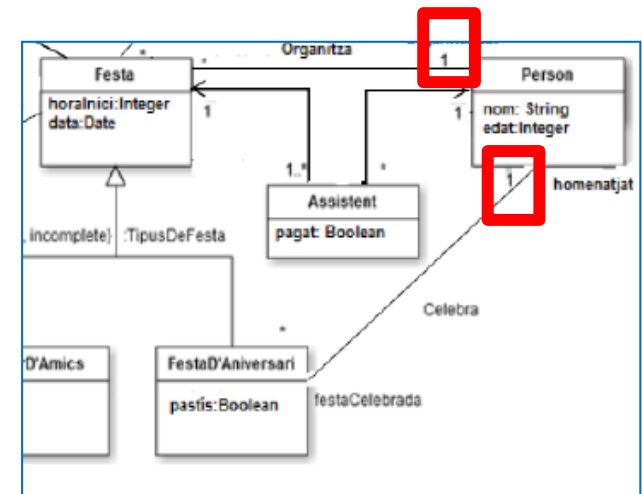 Organitza
*
*
1
Festa
horaInici:Integer
data:Date
1
Person
nom: String
edat:Integer
1
1..*
*
Assistent
pagat: Boolean
1
homenatjat
, incomplete}
:TipusDeFesta
Celebra
*
D'Amics
FestaD'Aniversari
pastís:Boolean
festaCelebrada